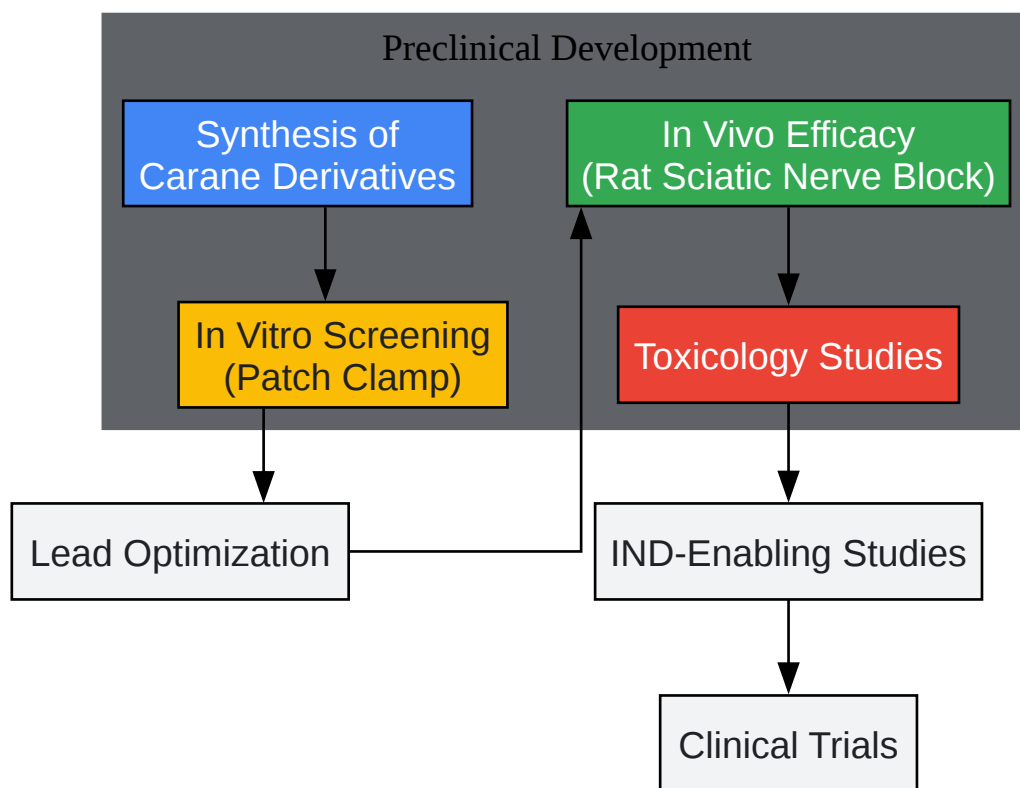 Preclinical Development
Synthesis of
Carane Derivatives
In Vivo Efficacy
(Rat Sciatic Nerve Block)
In Vitro Screening
(Patch Clamp)
Toxicology Studies
Lead Optimization
IND-Enabling Studies
Clinical Trials